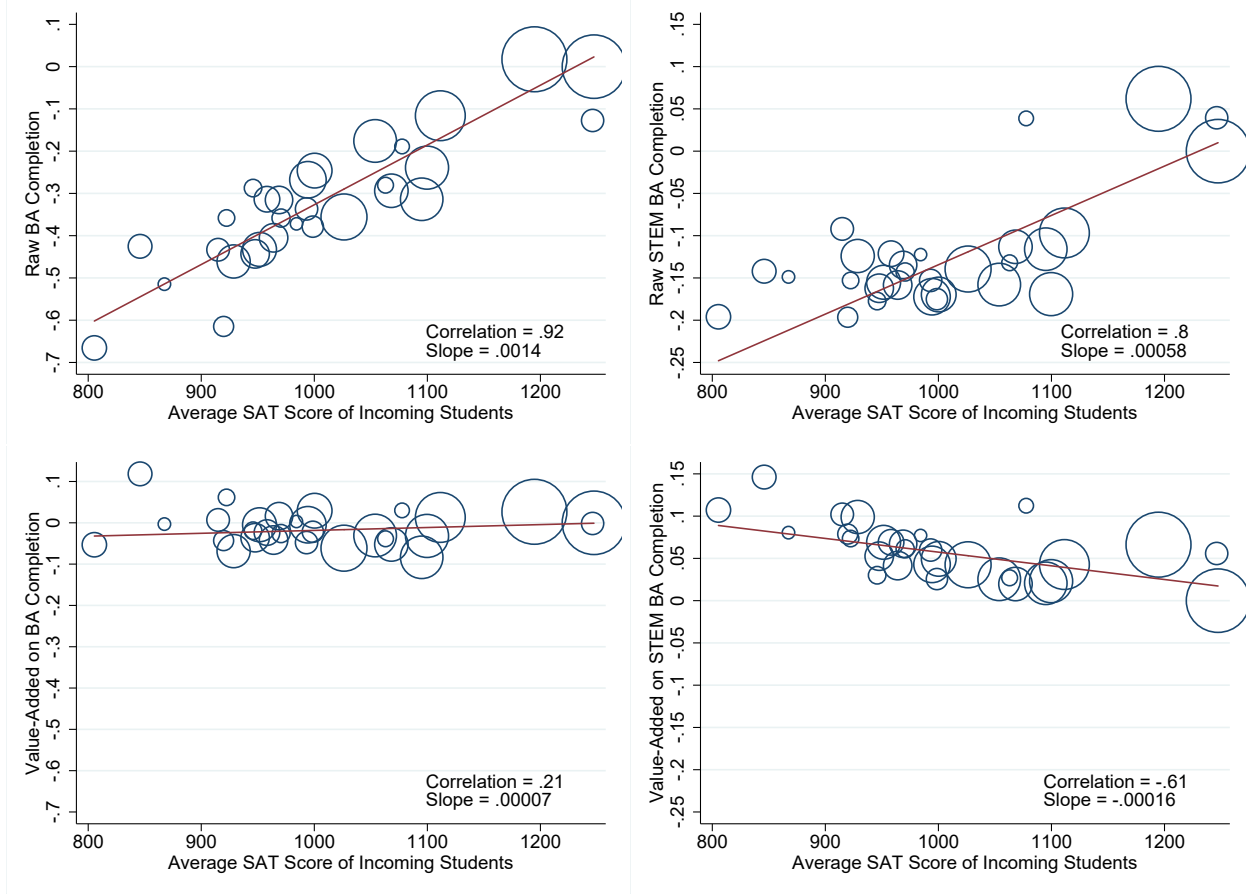 Raw BA Completion
.1
0
-.1
-.2
-.3
-.4
-.5
-.6
-.7
Correlation = .92
Slope = .0014
800 900 1000 1100 1200
Average SAT Score of Incoming Students
Raw STEM BA Completion
.15
.1
.05
0
-.05
-.1
-.15
-.2
-.25
Correlation = .8
Slope = .00058
800 900 1000 1100 1200
Average SAT Score of Incoming Students
Value-Added on BA Completion
.1
0
-.1
-.2
-.3
-.4
-.5
-.6
-.7
Correlation = .21
Slope = .00007
800 900 1000 1100 1200
Average SAT Score of Incoming Students
Value-Added on STEM BA Completion
.15
.1
.05
0
-.05
-.1
-.15
-.2
-.25
Correlation = -.61
Slope = -.00016
800 900 1000 1100 1200
Average SAT Score of Incoming Students